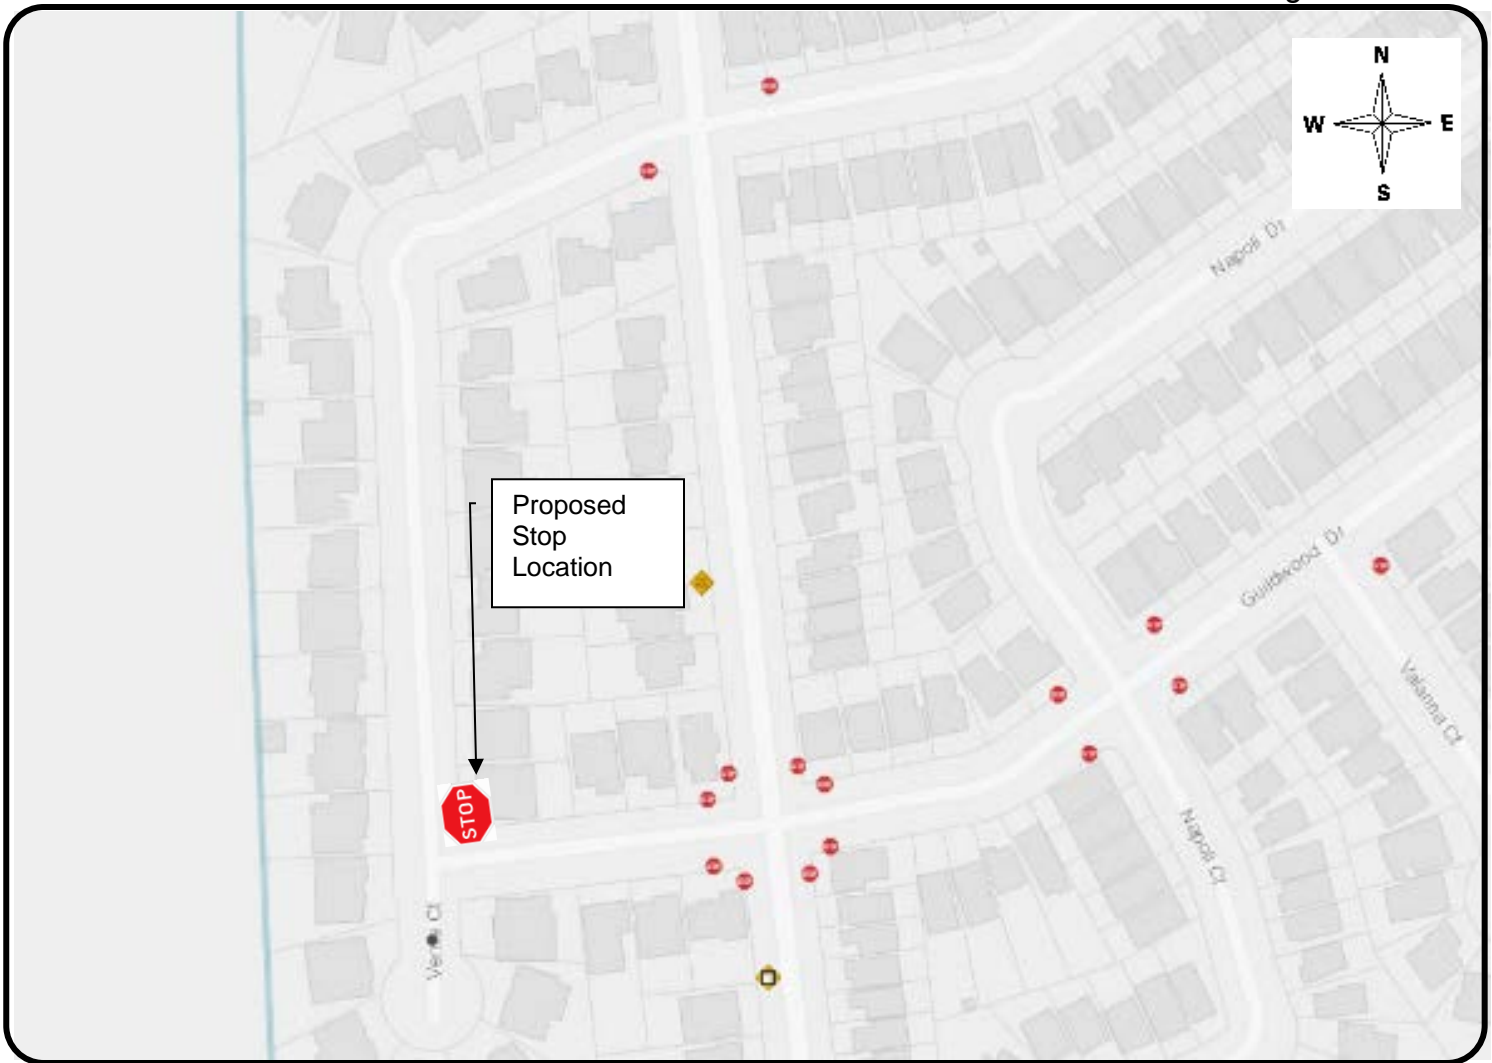 N
W E
S
Napoli Dr
Proposed
Stop
Location
Guildwood Dr
Valanna Ct
STOP
Napoli Ct